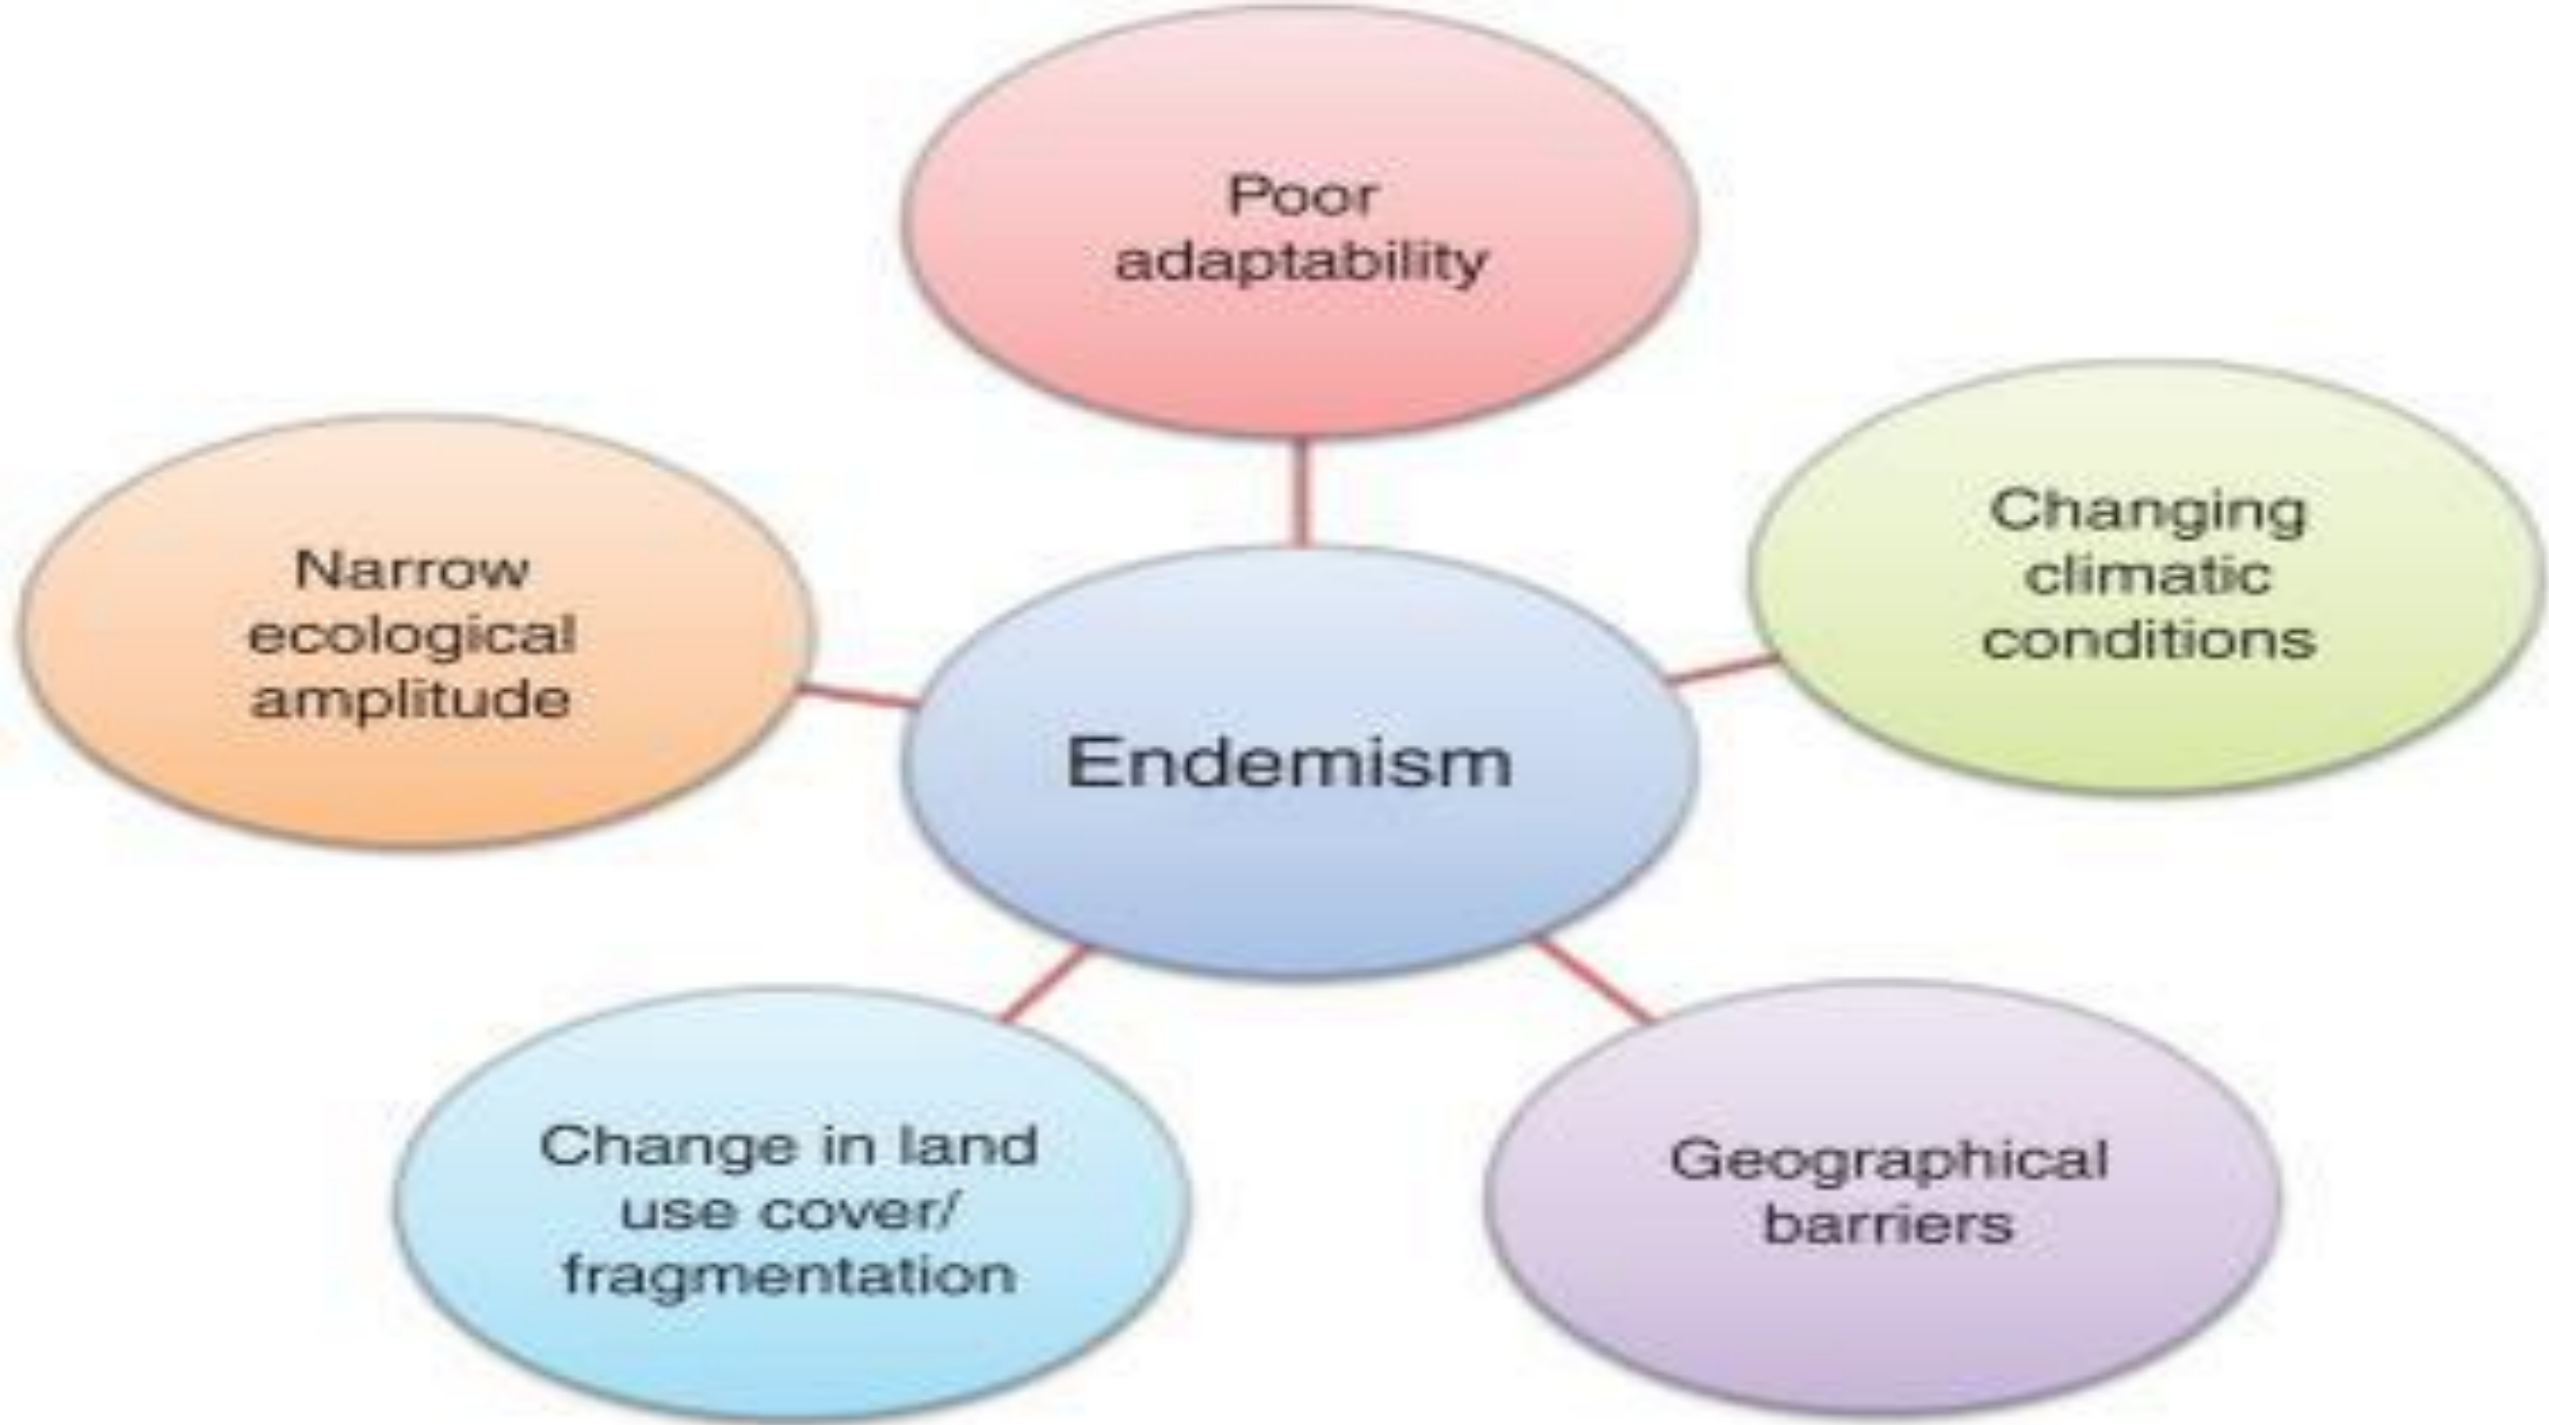 Poor
adaptability
Changing
climatic
conditions
Narrow
ecological
amplitude
Endemism
Change in land
use cover/
fragmentation
Geographical
barriers